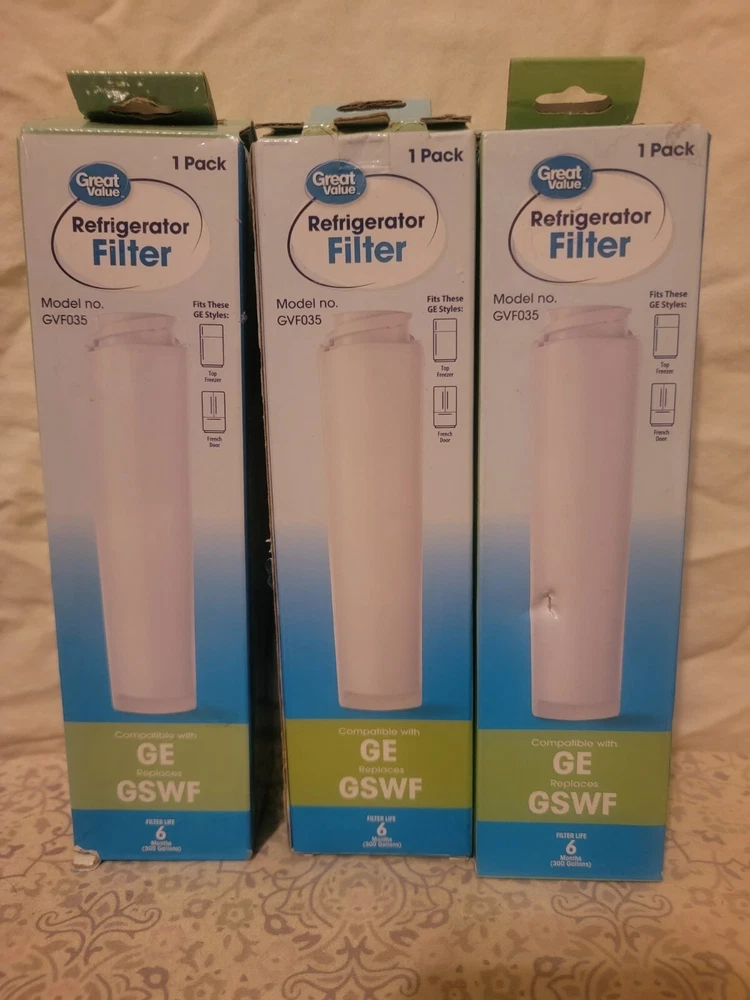 1 Pack
Great
Value™
Refrigerator
Filter
Model no.
GVF035
Fits These
GE Styles:
Top
Freezer
French
Door
Compatible with
GE
Replaces
GSWF
FILTER LIFE
6
Months
(300 Gallons)
1 Pack
Great
Value™
Refrigerator
Filter
Model no.
GVF035
Fits These
GE Styles:
Top
Freezer
French
Door
Compatible with
GE
Replaces
GSWF
FILTER LIFE
6
Months
(300 Gallons)
1 Pack
Great
Value™
Refrigerator
Filter
Model no.
GVF035
Fits These
GE Styles:
Top
Freezer
French
Door
Compatible with
GE
Replaces
GSWF
FILTER LIFE
6
Months
(300 Gallons)